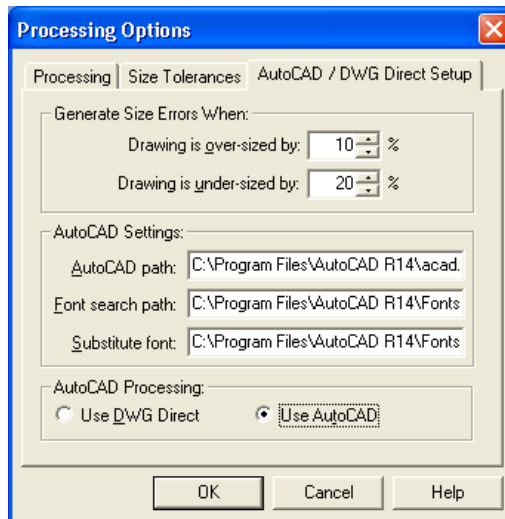 Processing Options
Processing Size Tolerances AutoCAD / DWG Direct Setup
Generate Size Errors When:
Drawing is over-sized by: 10 %
Drawing is under-sized by: 20 %
AutoCAD Settings:
AutoCAD path: C:\Program Files\AutoCAD R14\acad.
Font search path: C:\Program Files\AutoCAD R14\Fonts
Substitute font: C:\Program Files\AutoCAD R14\Fonts
AutoCAD Processing:
Use DWG Direct Use AutoCAD
OK Cancel Help